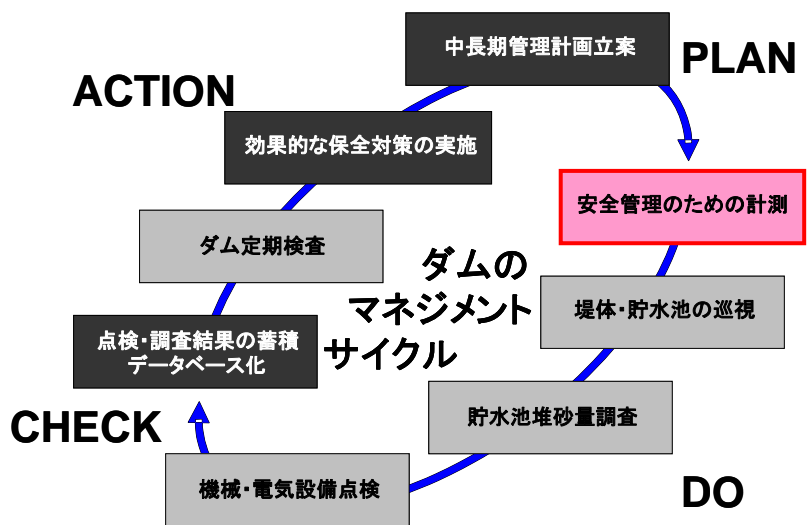 中長期管理計画立案
PLAN
ACTION
効果的な保全対策の実施
安全管理のための計測
ダム定期検査
ダムの
マネジメント
サイクル
堤体・貯水池の巡視
点検・調査結果の蓄積
データベース化
貯水池堆砂量調査
CHECK
機械・電気設備点検
DO